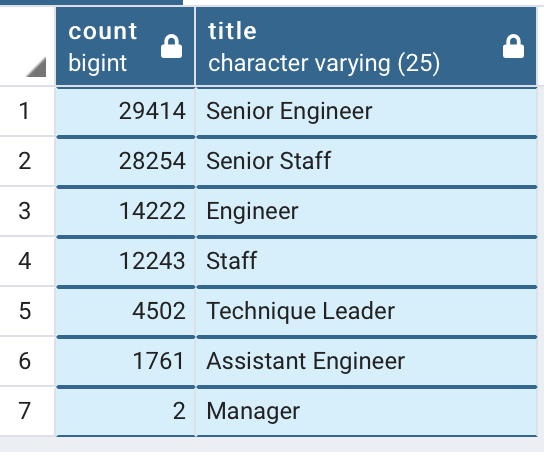 count title
bigint character varying (25)
1 29414 Senior Engineer
2 28254 Senior Staff
3 14222 Engineer
4 12243 Staff
5 4502 Technique Leader
6 1761 Assistant Engineer
7 2 Manager